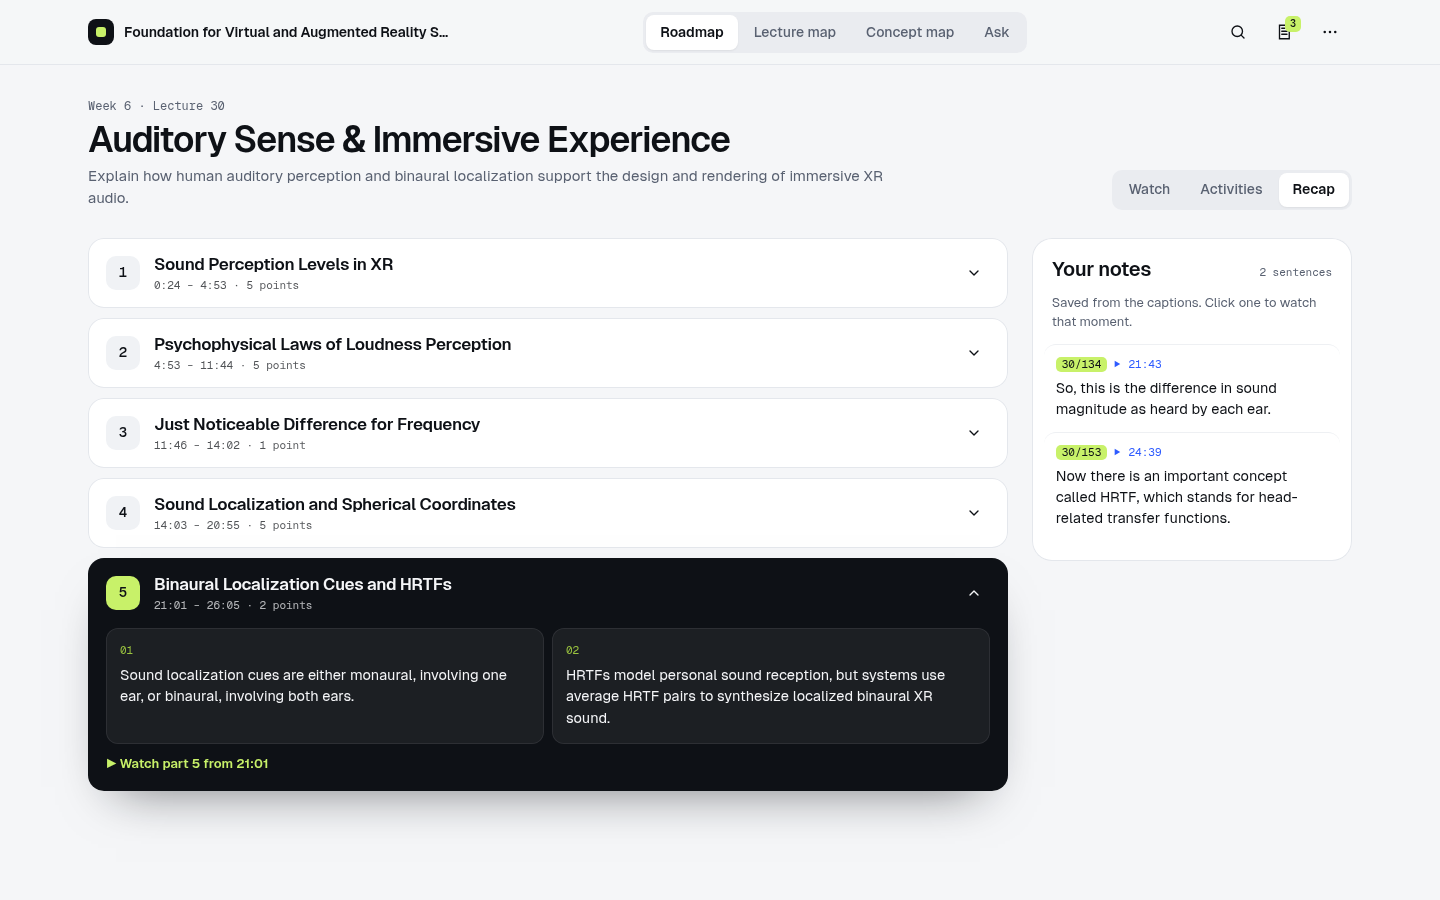 Foundation for Virtual and Augmented Reality S...
Roadmap
Lecture map
Concept map
Ask
3
Week 6 · Lecture 30
Auditory Sense & Immersive Experience
Explain how human auditory perception and binaural localization support the design and rendering of immersive XR
audio.
Watch
Activities
Recap
1
Sound Perception Levels in XR
0:24 – 4:53 · 5 points
2
Psychophysical Laws of Loudness Perception
4:53 – 11:44 · 5 points
3
Just Noticeable Difference for Frequency
11:46 – 14:02 · 1 point
4
Sound Localization and Spherical Coordinates
14:03 – 20:55 · 5 points
5
Binaural Localization Cues and HRTFs
21:01 – 26:05 · 2 points
01
Sound localization cues are either monaural, involving one
ear, or binaural, involving both ears.
02
HRTFs model personal sound reception, but systems use
average HRTF pairs to synthesize localized binaural XR
sound.
▶ Watch part 5 from 21:01
Your notes
2 sentences
Saved from the captions. Click one to watch
that moment.
30/134 ▶ 21:43
So, this is the difference in sound
magnitude as heard by each ear.
30/153 ▶ 24:39
Now there is an important concept
called HRTF, which stands for head-
related transfer functions.